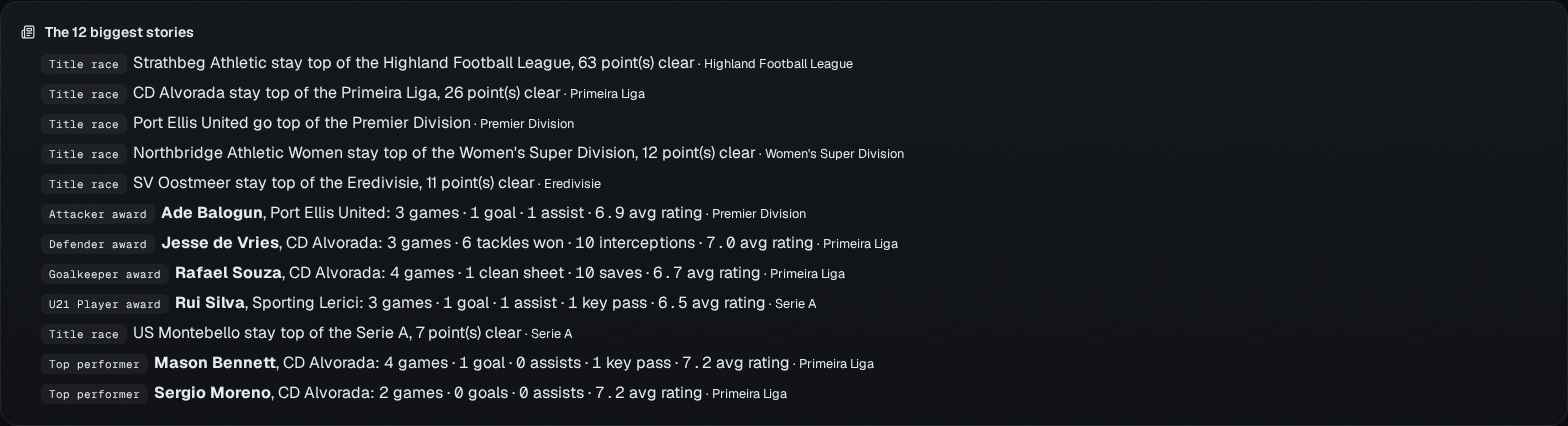 The 12 biggest stories
Title race Strathbeg Athletic stay top of the Highland Football League, 63 point(s) clear · Highland Football League
Title race CD Alvorada stay top of the Primeira Liga, 26 point(s) clear · Primeira Liga
Title race Port Ellis United go top of the Premier Division · Premier Division
Title race Northbridge Athletic Women stay top of the Women's Super Division, 12 point(s) clear · Women's Super Division
Title race SV Oostmeer stay top of the Eredivisie, 11 point(s) clear · Eredivisie
Attacker award Ade Balogun, Port Ellis United: 3 games · 1 goal · 1 assist · 6.9 avg rating · Premier Division
Defender award Jesse de Vries, CD Alvorada: 3 games · 6 tackles won · 10 interceptions · 7.0 avg rating · Primeira Liga
Goalkeeper award Rafael Souza, CD Alvorada: 4 games · 1 clean sheet · 10 saves · 6.7 avg rating · Primeira Liga
U21 Player award Rui Silva, Sporting Lerici: 3 games · 1 goal · 1 assist · 1 key pass · 6.5 avg rating · Serie A
Title race US Montebello stay top of the Serie A, 7 point(s) clear · Serie A
Top performer Mason Bennett, CD Alvorada: 4 games · 1 goal · 0 assists · 1 key pass · 7.2 avg rating · Primeira Liga
Top performer Sergio Moreno, CD Alvorada: 2 games · 0 goals · 0 assists · 7.2 avg rating · Primeira Liga